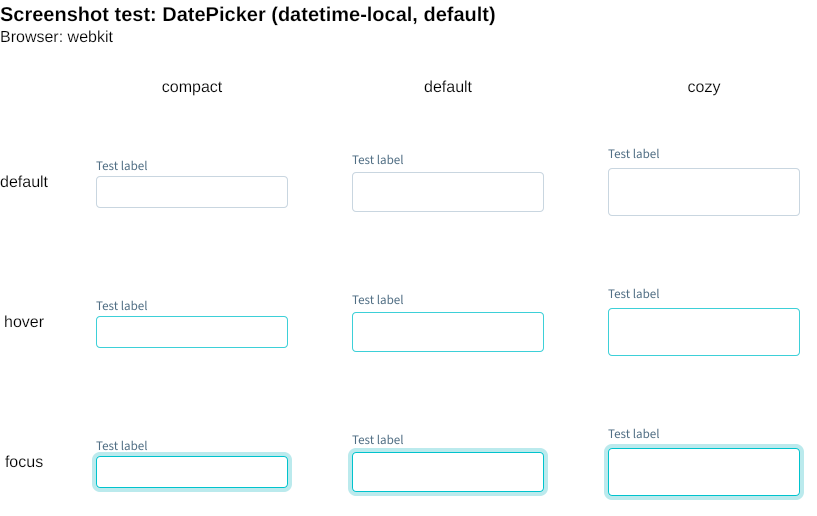 Screenshot test: DatePicker (datetime-local, default)
Browser: webkit
compact default cozy
Test label Test label Test label
default
Test label Test label Test label
hover
Test label Test label Test label
focus